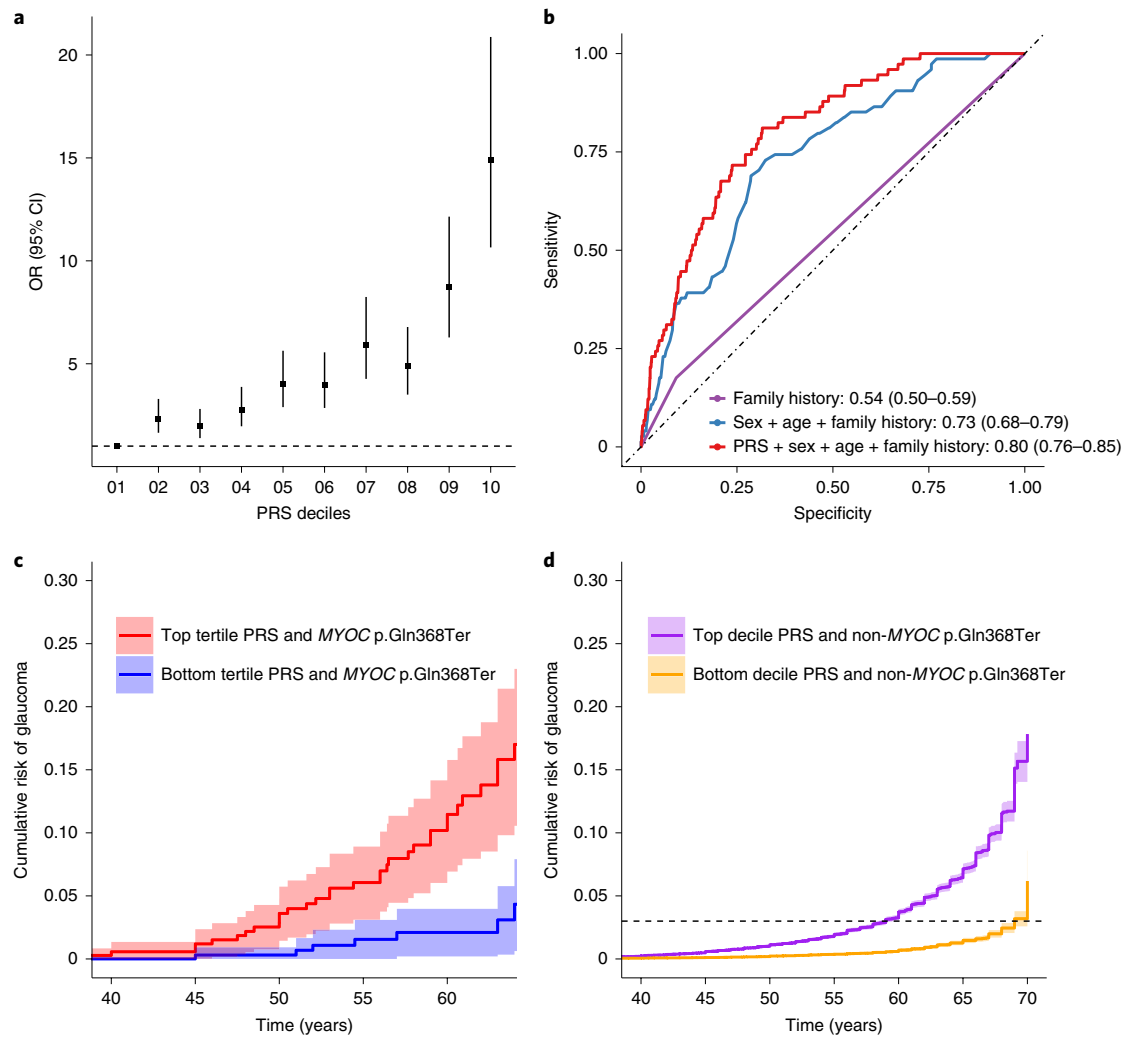 a
20
15
10
5
OR (95% CI)
01 02 03 04 05 06 07 08 09 10
PRS deciles
b
1.00
0.75
0.50
0.25
0
Sensitivity
Family history: 0.54 (0.50–0.59)
Sex + age + family history: 0.73 (0.68–0.79)
PRS + sex + age + family history: 0.80 (0.76–0.85)
0 0.25 0.50 0.75 1.00
Specificity
c
0.30
0.25
0.20
0.15
0.10
0.05
0
Cumulative risk of glaucoma
Top tertile PRS and MYOC p.Gln368Ter
Bottom tertile PRS and MYOC p.Gln368Ter
40 45 50 55 60
Time (years)
d
0.30
0.25
0.20
0.15
0.10
0.05
0
Cumulative risk of glaucoma
Top decile PRS and non-MYOC p.Gln368Ter
Bottom decile PRS and non-MYOC p.Gln368Ter
40 45 50 55 60 65 70
Time (years)